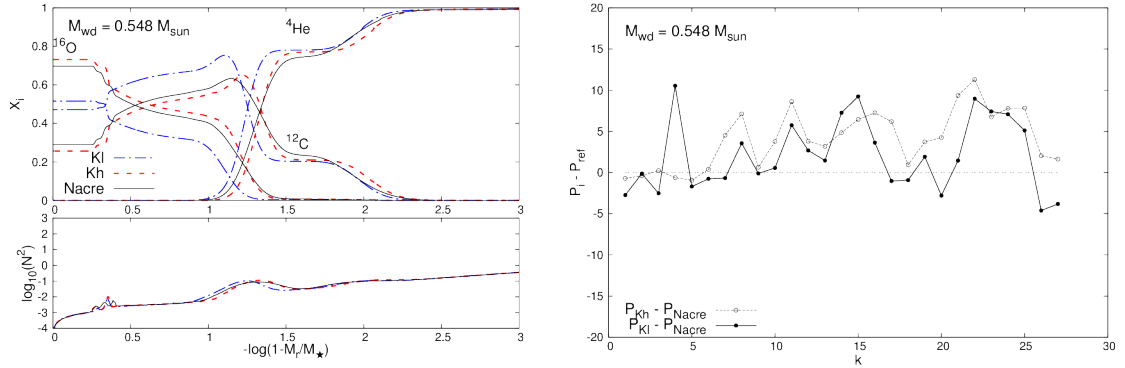 M_wd = 0.548 M_sun
^4He
^16O
^12C
Kl
Kh
Nacre
X_i
1
0.8
0.6
0.4
0.2
0
0 0.5 1 1.5 2 2.5 3
log_10(N^2)
3
2
1
0
-1
-2
-3
-4
0 0.5 1 1.5 2 2.5 3
-log(1-M_r/M_★)
M_wd = 0.548 M_sun
P_i - P_ref
20
15
10
5
0
-5
-10
-15
-20
P_Kh - P_Nacre
P_Kl - P_Nacre
0 5 10 15 20 25 30
k